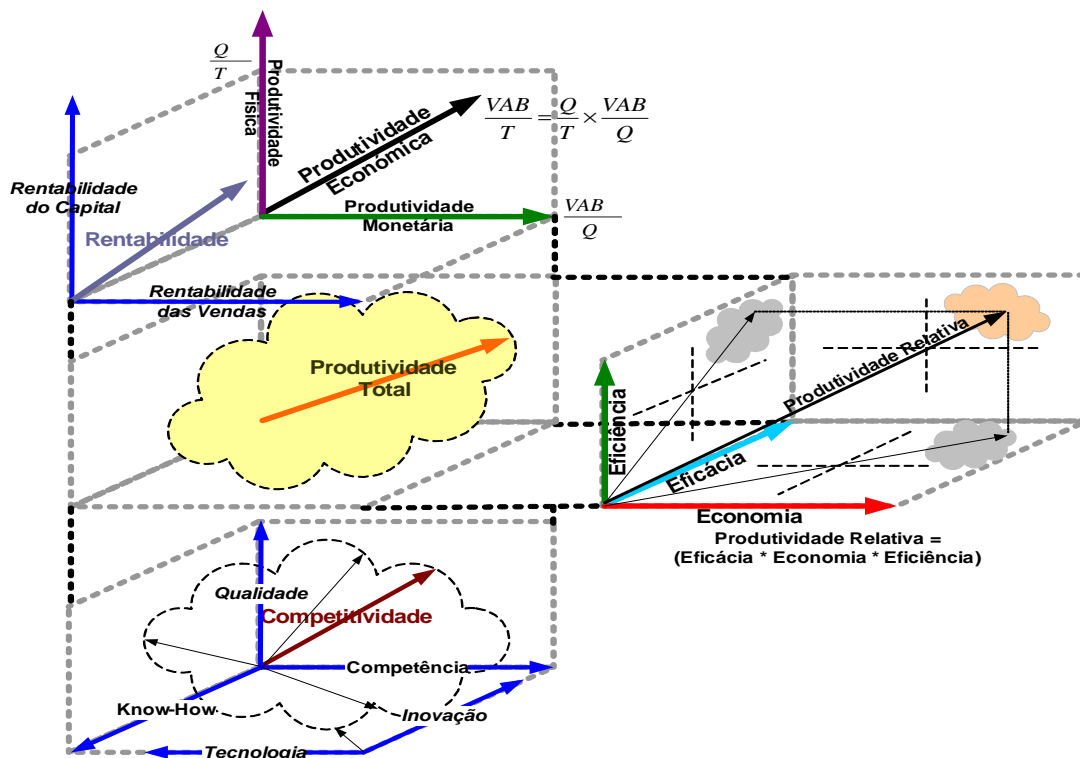 Q
T
Produtividade
Física
Produtividade
Económica
VAB
T
=
Q
T
×
VAB
Q
Rentabilidade
do Capital
Rentabilidade
Produtividade
Monetária
VAB
Q
Rentabilidade
das Vendas
Produtividade
Total
Eficiência
Eficácia
Produtividade Relativa
Economia
Produtividade Relativa =
(Eficácia * Economia * Eficiência)
Qualidade
Competitividade
Competência
Know-How
Inovação
Tecnologia